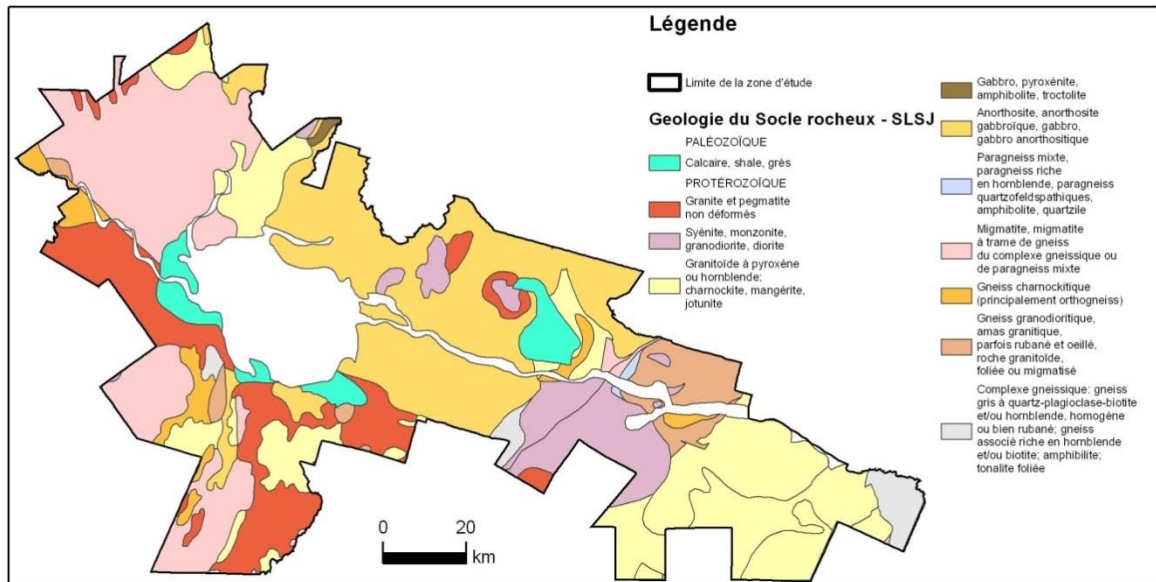 Légende
Limite de la zone d'étude
Geologie du Socle rocheux - SLSJ
PALÉOZOÏQUE
Calcaire, shale, grès
PROTÉROZOÏQUE
Granite et pegmatite
non déformés
Syénite, monzonite,
granodiorite, diorite
Granitoïde à pyroxène
ou hornblende;
charnockite, mangérite,
jotunite
Gabbro, pyroxénite,
amphibolite, troctolite
Anorthosite, anorthosite
gabbroïque, gabbro,
gabbro anorthositique
Paragneiss mixte,
paragneiss riche
en hornblende, paragneiss
quartzofeldspathiques,
amphibolite, quartzile
Migmatite, migmatite
à trame de gneiss
du complexe gneissique ou
de paragneiss mixte
Gneiss charnockitique
(principalement orthogneiss)
Gneiss granodioritique,
amas granitique,
parfois rubané et oeillé,
roche granitoïde,
foliée ou migmatisé
Complexe gneissique: gneiss
gris à quartz-plagioclase-biotite
et/ou hornblende, homogène
ou bien rubané; gneiss
associé riche en hornblende
et/ou biotite; amphibilite;
tonalite foliée
0 20
km